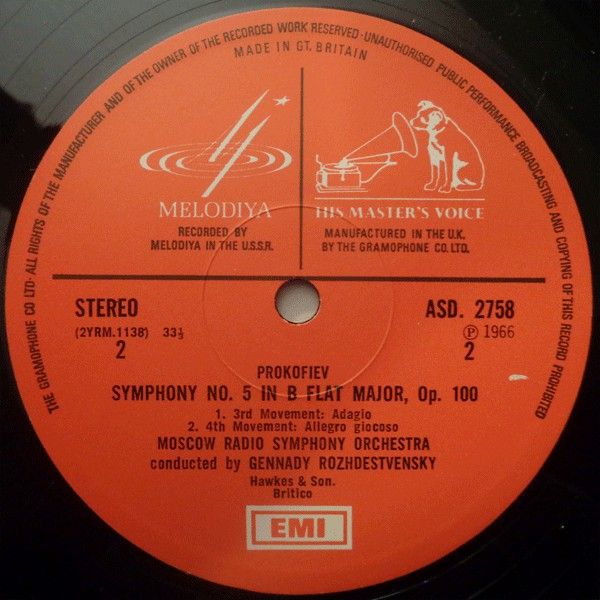 THE GRAMOPHONE CO LTD· ALL RIGHTS OF THE MANUFACTURER AND OF THE OWNER OF THE RECORDED WORK RESERVED·UNAUTHORISED PUBLIC PERFORMANCE BROADCASTING AND COPYING OF THIS RECORD PROHIBITED
MADE IN GT. BRITAIN
MELODIYA
RECORDED BY
MELODIYA IN THE U.S.S.R.
HIS MASTER'S VOICE
MANUFACTURED IN THE U.K.
BY THE GRAMOPHONE CO. LTD.
STEREO
(2YRM.1138) 33⅓
2
ASD. 2758
Ⓟ 1966
2
PROKOFIEV
SYMPHONY NO. 5 IN B FLAT MAJOR, Op. 100
1. 3rd Movement: Adagio
2. 4th Movement: Allegro giocoso
MOSCOW RADIO SYMPHONY ORCHESTRA
conducted by GENNADY ROZHDESTVENSKY
Hawkes & Son.
Britico
EMI